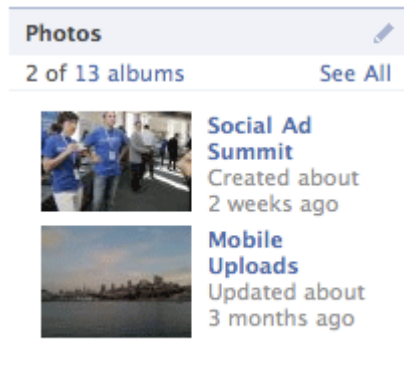 Photos
2 of 13 albums See All
Social Ad
Summit
Created about
2 weeks ago
Mobile
Uploads
Updated about
3 months ago